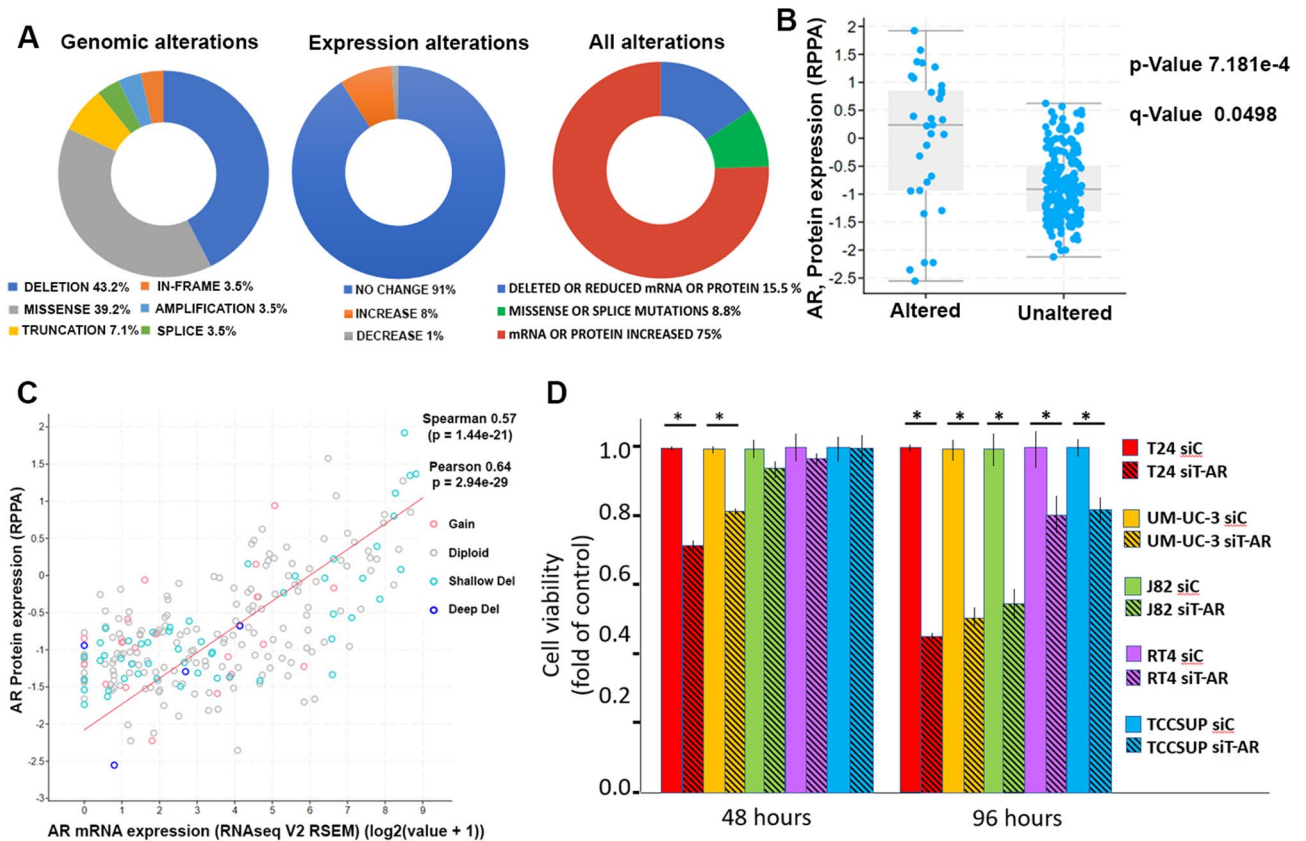 A
Genomic alterations
Expression alterations
All alterations
DELETION 43.2%
IN-FRAME 3.5%
MISSENSE 39.2%
AMPLIFICATION 3.5%
TRUNCATION 7.1%
SPLICE 3.5%
NO CHANGE 91%
INCREASE 8%
DECREASE 1%
DELETED OR REDUCED mRNA OR PROTEIN 15.5 %
MISSENSE OR SPLICE MUTATIONS 8.8%
mRNA OR PROTEIN INCREASED 75%
B
AR, Protein expression (RPPA)
2
1.5
1
0.5
0
-0.5
-1
-1.5
-2
-2.5
Altered
Unaltered
p-Value 7.181e-4
q-Value 0.0498
C
AR Protein expression (RPPA)
2
1.5
1
0.5
0
-0.5
-1
-1.5
-2
-2.5
-3
0 1 2 3 4 5 6 7 8 9
AR mRNA expression (RNAseq V2 RSEM) (log2(value + 1))
Spearman 0.57
(p = 1.44e-21)
Pearson 0.64
p = 2.94e-29
Gain
Diploid
Shallow Del
Deep Del
D
Cell viability
(fold of control)
1.0
0.8
0.6
0.4
0.2
0.0
* * * * * * *
48 hours
96 hours
T24 siC
T24 siT-AR
UM-UC-3 siC
UM-UC-3 siT-AR
J82 siC
J82 siT-AR
RT4 siC
RT4 siT-AR
TCCSUP siC
TCCSUP siT-AR